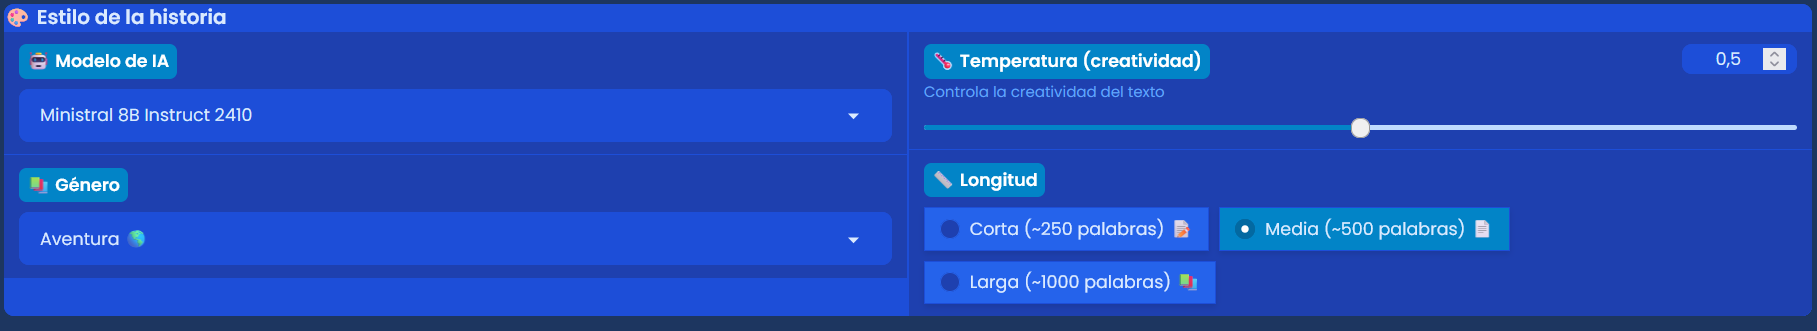 🎨 Estilo de la historia
🤖 Modelo de IA
Ministral 8B Instruct 2410
📚 Género
Aventura 🌎
🌡️ Temperatura (creatividad)
0,5
Controla la creatividad del texto
📏 Longitud
Corta (~250 palabras) 📝
Media (~500 palabras) 📄
Larga (~1000 palabras) 📚